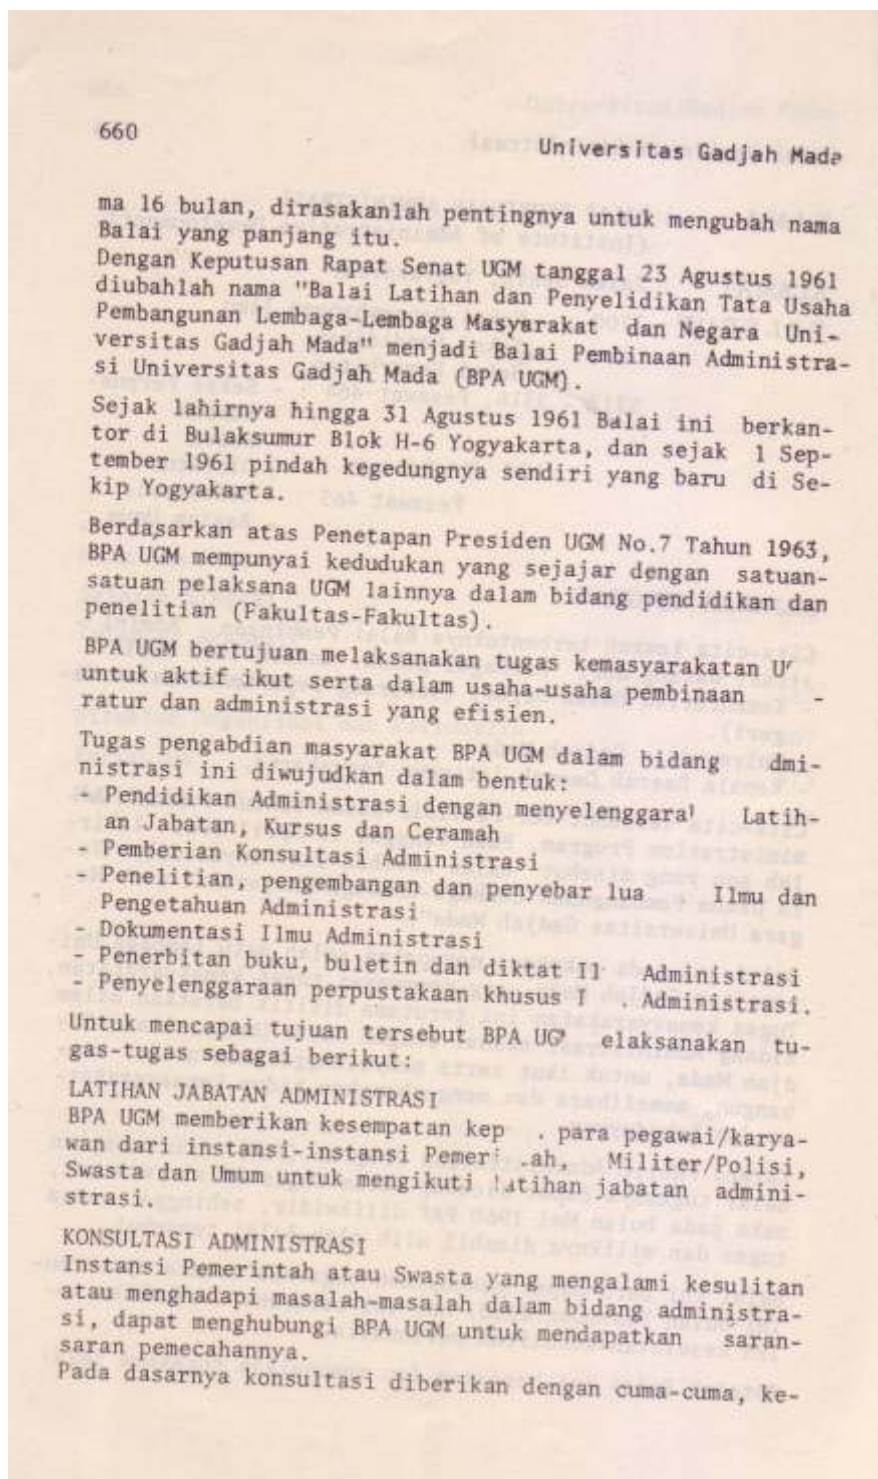 660
Universitas Gadjah Mada
ma 16 bulan, dirasakanlah pentingnya untuk mengubah nama
Balai yang panjang itu.
Dengan Keputusan Rapat Senat UGM tanggal 23 Agustus 1961
diubahlah nama "Balai Latihan dan Penyelidikan Tata Usaha
Pembangunan Lembaga-Lembaga Masyarakat dan Negara Uni-
versitas Gadjah Mada" menjadi Balai Pembinaan Administra-
si Universitas Gadjah Mada (BPA UGM).
Sejak lahirnya hingga 31 Agustus 1961 Balai ini berkan-
tor di Bulaksumur Blok H-6 Yogyakarta, dan sejak 1 Sep-
tember 1961 pindah kegedungnya sendiri yang baru di Se-
kip Yogyakarta.
Berdasarkan atas Penetapan Presiden UGM No.7 Tahun 1963,
BPA UGM mempunyai kedudukan yang sejajar dengan satuan-
satuan pelaksana UGM lainnya dalam bidang pendidikan dan
penelitian (Fakultas-Fakultas).
BPA UGM bertujuan melaksanakan tugas kemasyarakatan
untuk aktif ikut serta dalam usaha-usaha pembinaan -
ratur dan administrasi yang efisien.
Tugas pengabdian masyarakat BPA UGM dalam bidang dmi-
nistrasi ini diwujudkan dalam bentuk:
- Pendidikan Administrasi dengan menyelenggara Latih-
an Jabatan, Kursus dan Ceramah
- Pemberian Konsultasi Administrasi
- Penelitian, pengembangan dan penyebar lua Ilmu dan
Pengetahuan Administrasi
- Dokumentasi Ilmu Administrasi
- Penerbitan buku, buletin dan diktat Il Administrasi
- Penyelenggaraan perpustakaan khusus I . Administrasi.
Untuk mencapai tujuan tersebut BPA UG elaksanakan tu-
gas-tugas sebagai berikut:
LATIHAN JABATAN ADMINISTRASI
BPA UGM memberikan kesempatan kep . para pegawai/karya-
wan dari instansi-instansi Pemer ah, Militer/Polisi,
Swasta dan Umum untuk mengikuti latihan jabatan admini-
strasi.
KONSULTASI ADMINISTRASI
Instansi Pemerintah atau Swasta yang mengalami kesulitan
atau menghadapi masalah-masalah dalam bidang administra-
si, dapat menghubungi BPA UGM untuk mendapatkan saran-
saran pemecahannya.
Pada dasarnya konsultasi diberikan dengan cuma-cuma, ke-